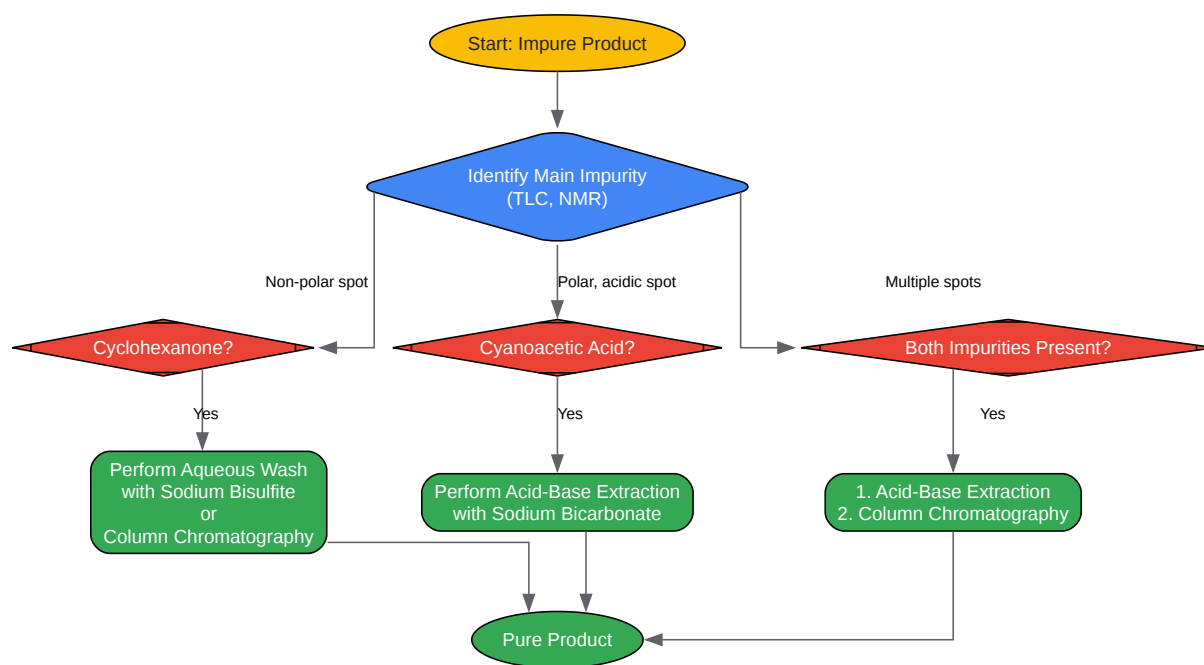 Start: Impure Product
Identify Main Impurity
(TLC, NMR)
Non-polar spot
Polar, acidic spot
Multiple spots
Cyclohexanone?
Cyanoacetic Acid?
Both Impurities Present?
Yes
Yes
Yes
Perform Aqueous Wash
with Sodium Bisulfite
or
Column Chromatography
Perform Acid-Base Extraction
with Sodium Bicarbonate
1. Acid-Base Extraction
2. Column Chromatography
Pure Product